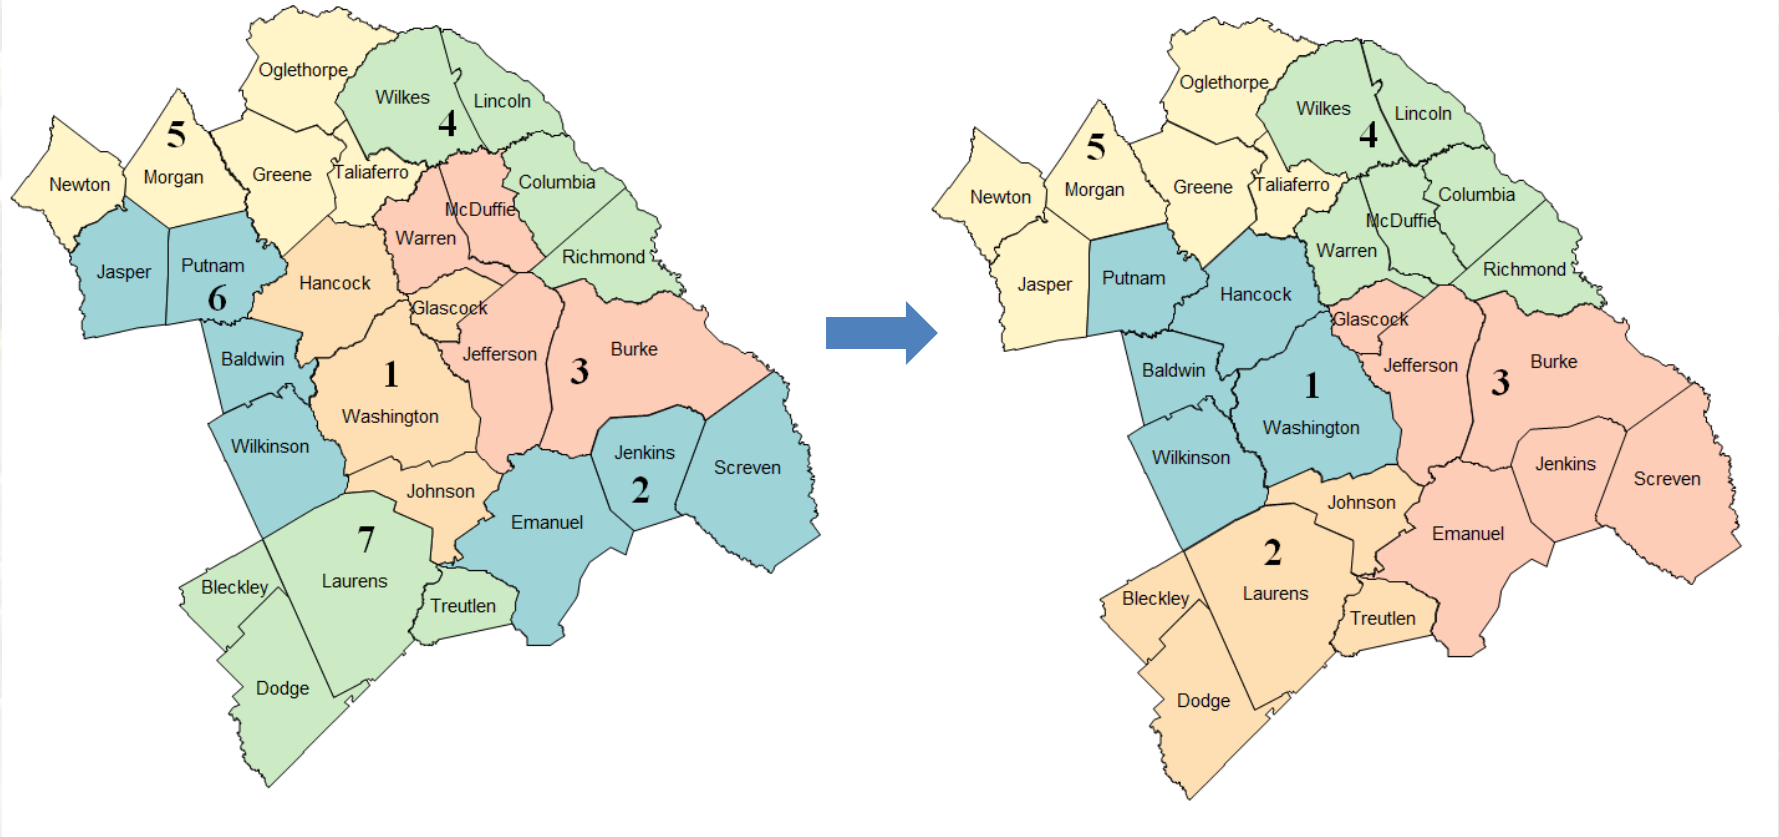 Oglethorpe
Wilkes
Lincoln
4
5
Newton
Morgan
Greene
Taliaferro
Columbia
McDuffie
Warren
Richmond
Jasper
Putnam
6
Hancock
Glascock
Baldwin
1
Jefferson
3
Burke
Washington
Wilkinson
Johnson
Jenkins
2
Screven
Emanuel
7
Bleckley
Laurens
Treutlen
Dodge
Oglethorpe
Wilkes
Lincoln
4
5
Newton
Morgan
Greene
Taliaferro
Columbia
McDuffie
Warren
Richmond
Jasper
Putnam
Hancock
Glascock
Baldwin
1
Jefferson
3
Burke
Washington
Wilkinson
Johnson
Jenkins
Screven
Emanuel
2
Bleckley
Laurens
Treutlen
Dodge